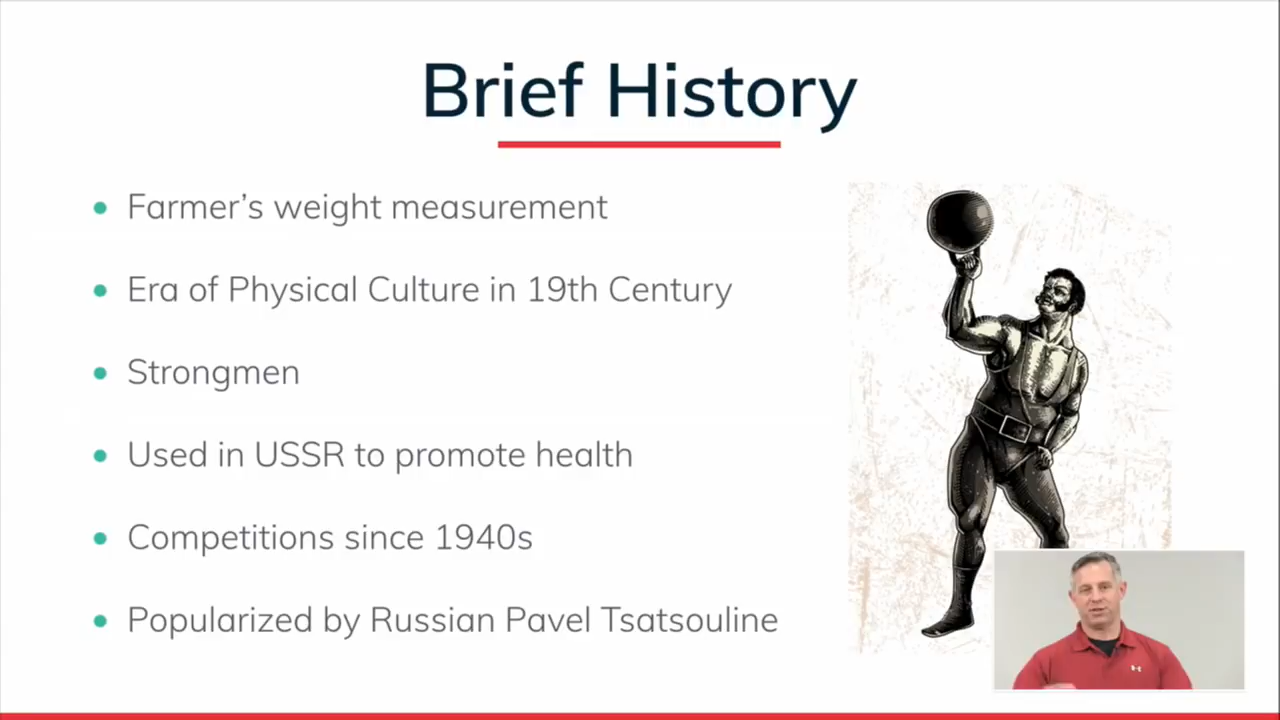 Brief History
Farmer’s weight measurement
Era of Physical Culture in 19th Century
Strongmen
Used in USSR to promote health
Competitions since 1940s
Popularized by Russian Pavel Tsatsouline